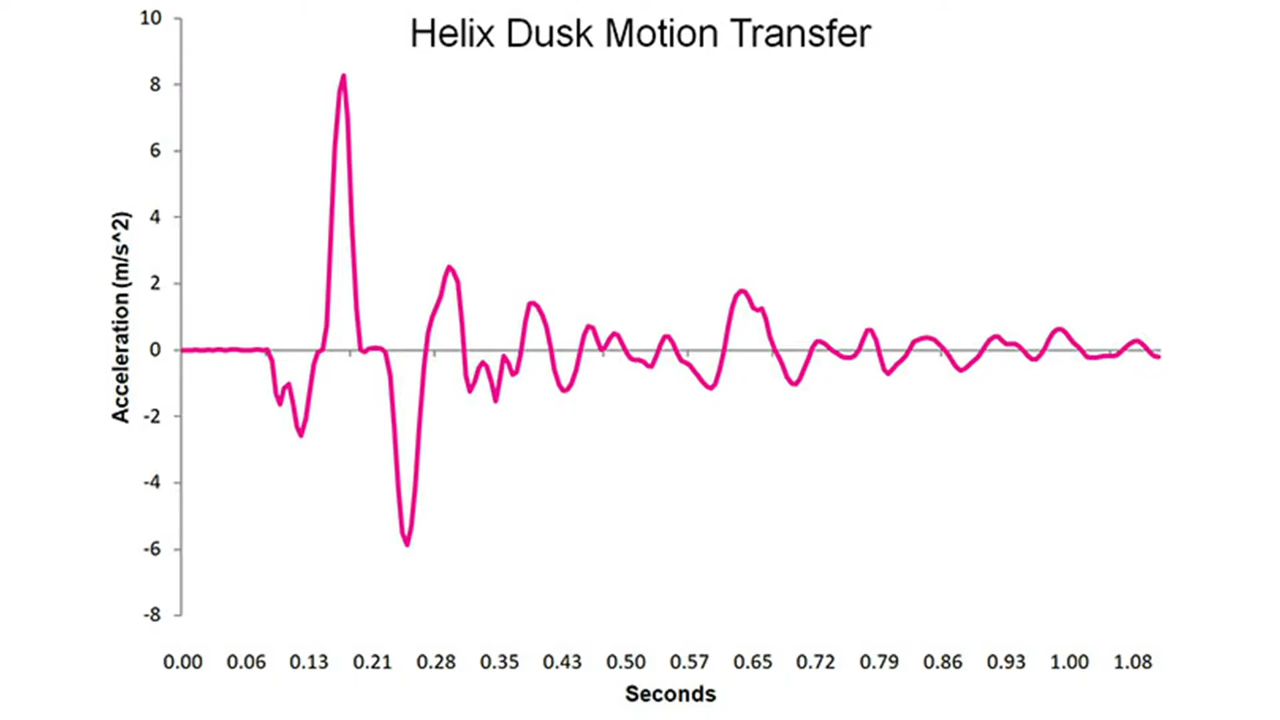 Helix Dusk Motion Transfer
10
8
6
4
2
0
-2
-4
-6
-8
Acceleration (m/s^2)
0.00 0.06 0.13 0.21 0.28 0.35 0.43 0.50 0.57 0.65 0.72 0.79 0.86 0.93 1.00 1.08
Seconds